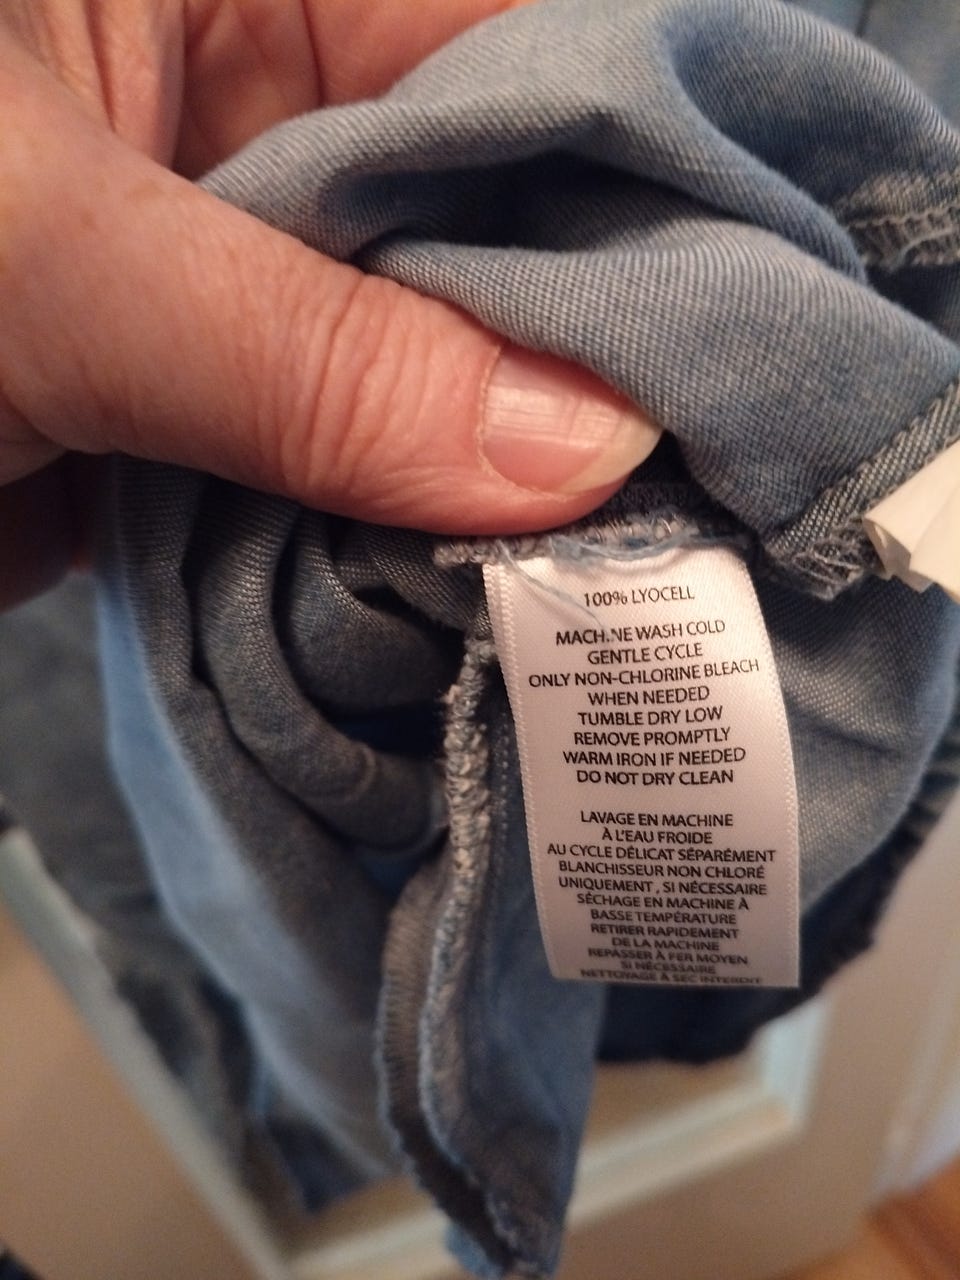 100% LYOCELL
MACHINE WASH COLD
GENTLE CYCLE
ONLY NON-CHLORINE BLEACH
WHEN NEEDED
TUMBLE DRY LOW
REMOVE PROMPTLY
WARM IRON IF NEEDED
DO NOT DRY CLEAN
LAVAGE EN MACHINE
À L'EAU FROIDE
AU CYCLE DÉLICAT SÉPARÉMENT
BLANCHISSEUR NON CHLORÉ
UNIQUEMENT , SI NÉCESSAIRE
SÉCHAGE EN MACHINE À
BASSE TEMPÉRATURE
RETIRER RAPIDEMENT
DE LA MACHINE
REPASSER À FER MOYEN
SI NÉCESSAIRE
NETTOYAGE À SEC INTERDIT